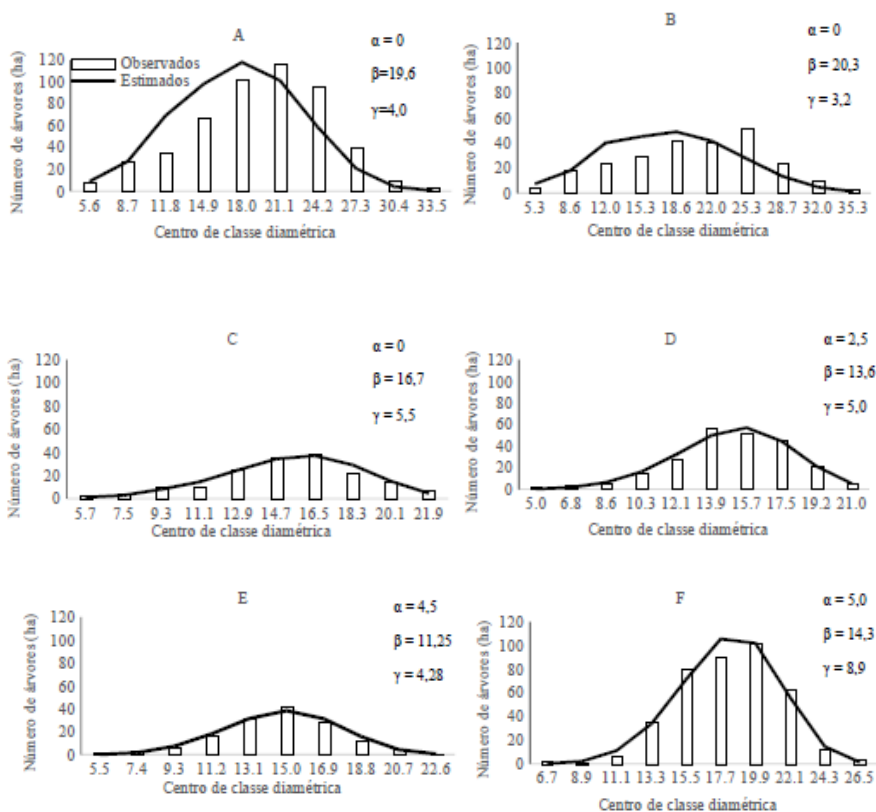 A
α = 0
β=19,6
γ=4,0
Observados
Estimados
Número de árvores (ha)
120
100
80
60
40
20
0
5.6 8.7 11.8 14.9 18.0 21.1 24.2 27.3 30.4 33.5
Centro de classe diamétrica
B
α = 0
β = 20,3
γ = 3,2
Número de árvores (ha)
120
100
80
60
40
20
0
5.3 8.6 12.0 15.3 18.6 22.0 25.3 28.7 32.0 35.3
Centro de classe diamétrica
C
α = 0
β = 16,7
γ = 5,5
Número de árvores (ha)
120
100
80
60
40
20
0
5.7 7.5 9.3 11.1 12.9 14.7 16.5 18.3 20.1 21.9
Centro de classe diamétrica
D
α = 2,5
β = 13,6
γ = 5,0
Número de árvores (ha)
120
100
80
60
40
20
0
5.0 6.8 8.6 10.3 12.1 13.9 15.7 17.5 19.2 21.0
Centro de classe diamétrica
E
α = 4,5
β = 11,25
γ = 4,28
Número de árvores (ha)
120
100
80
60
40
20
0
5.5 7.4 9.3 11.2 13.1 15.0 16.9 18.8 20.7 22.6
Centro de classe diamétrica
F
α = 5,0
β = 14,3
γ = 8,9
Número de árvores (ha)
120
100
80
60
40
20
0
6.7 8.9 11.1 13.3 15.5 17.7 19.9 22.1 24.3 26.5
Centro de classe diamétrica